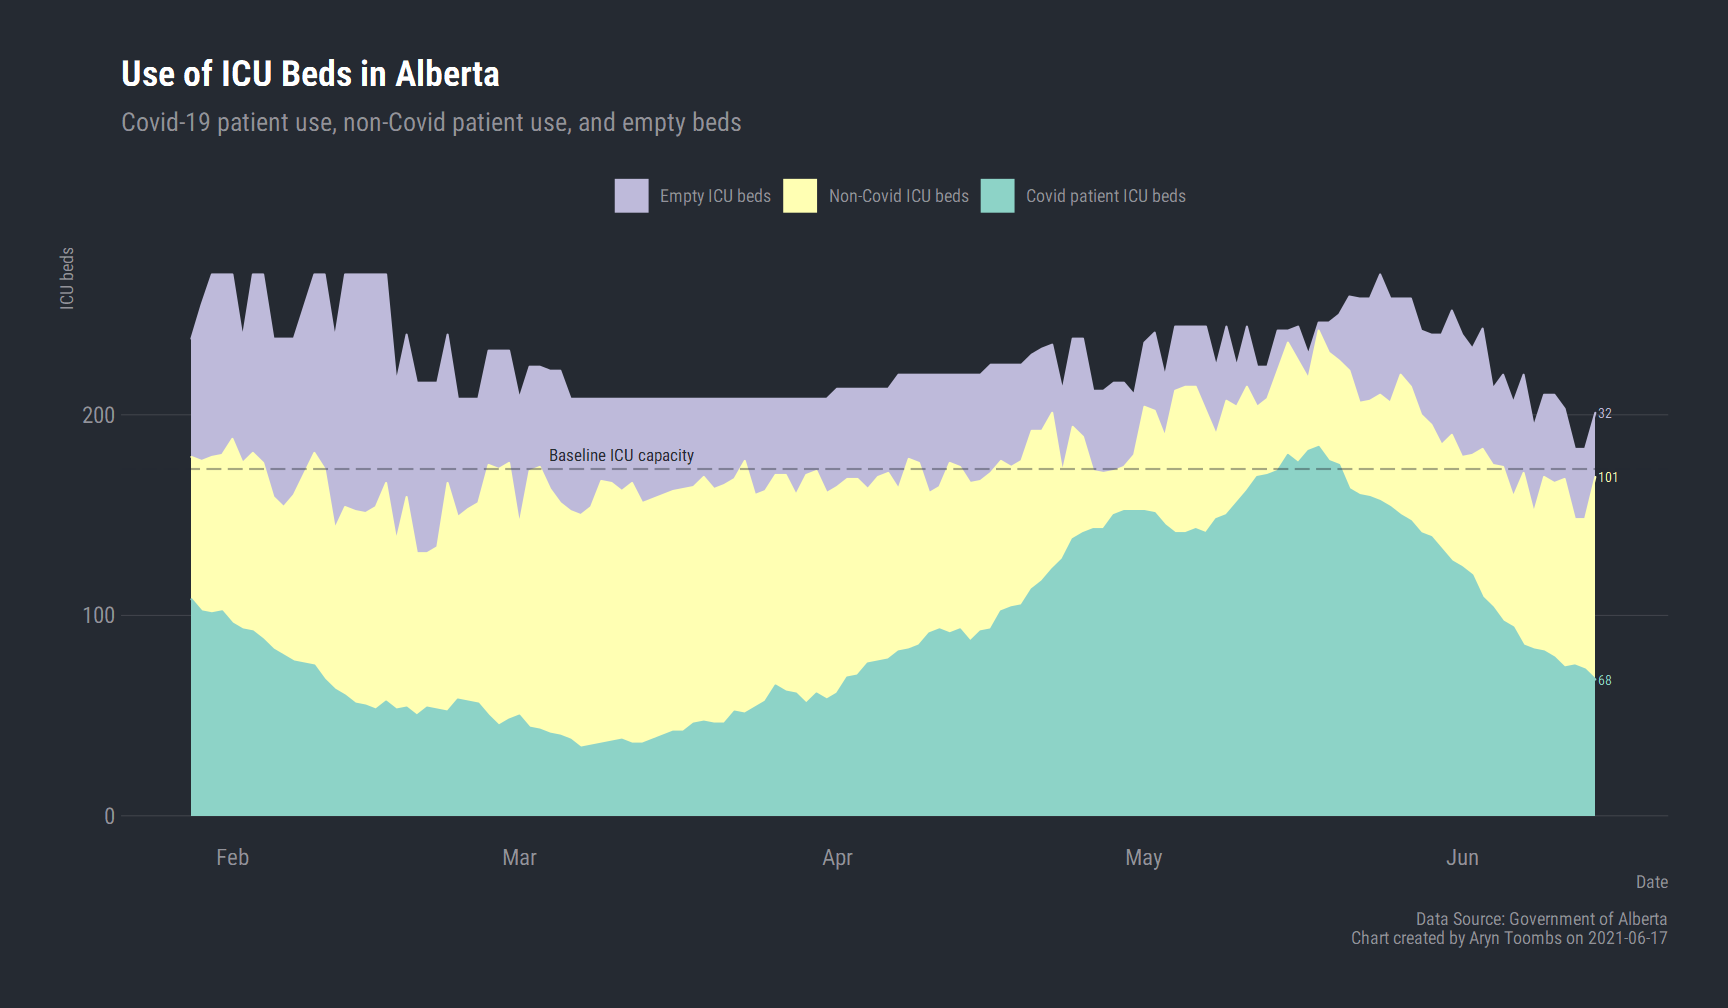 Use of ICU Beds in Alberta
Covid-19 patient use, non-Covid patient use, and empty beds
Empty ICU beds Non-Covid ICU beds Covid patient ICU beds
ICU beds
200
100
0
Baseline ICU capacity
32
101
68
Feb Mar Apr May Jun
Date
Data Source: Government of Alberta
Chart created by Aryn Toombs on 2021-06-17